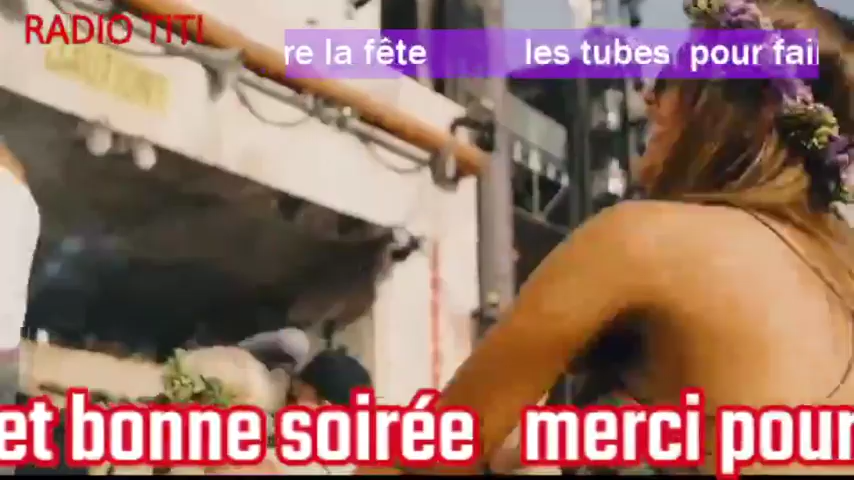 RADIO TITI
re la fête les tubes pour fai
et bonne soirée merci pour